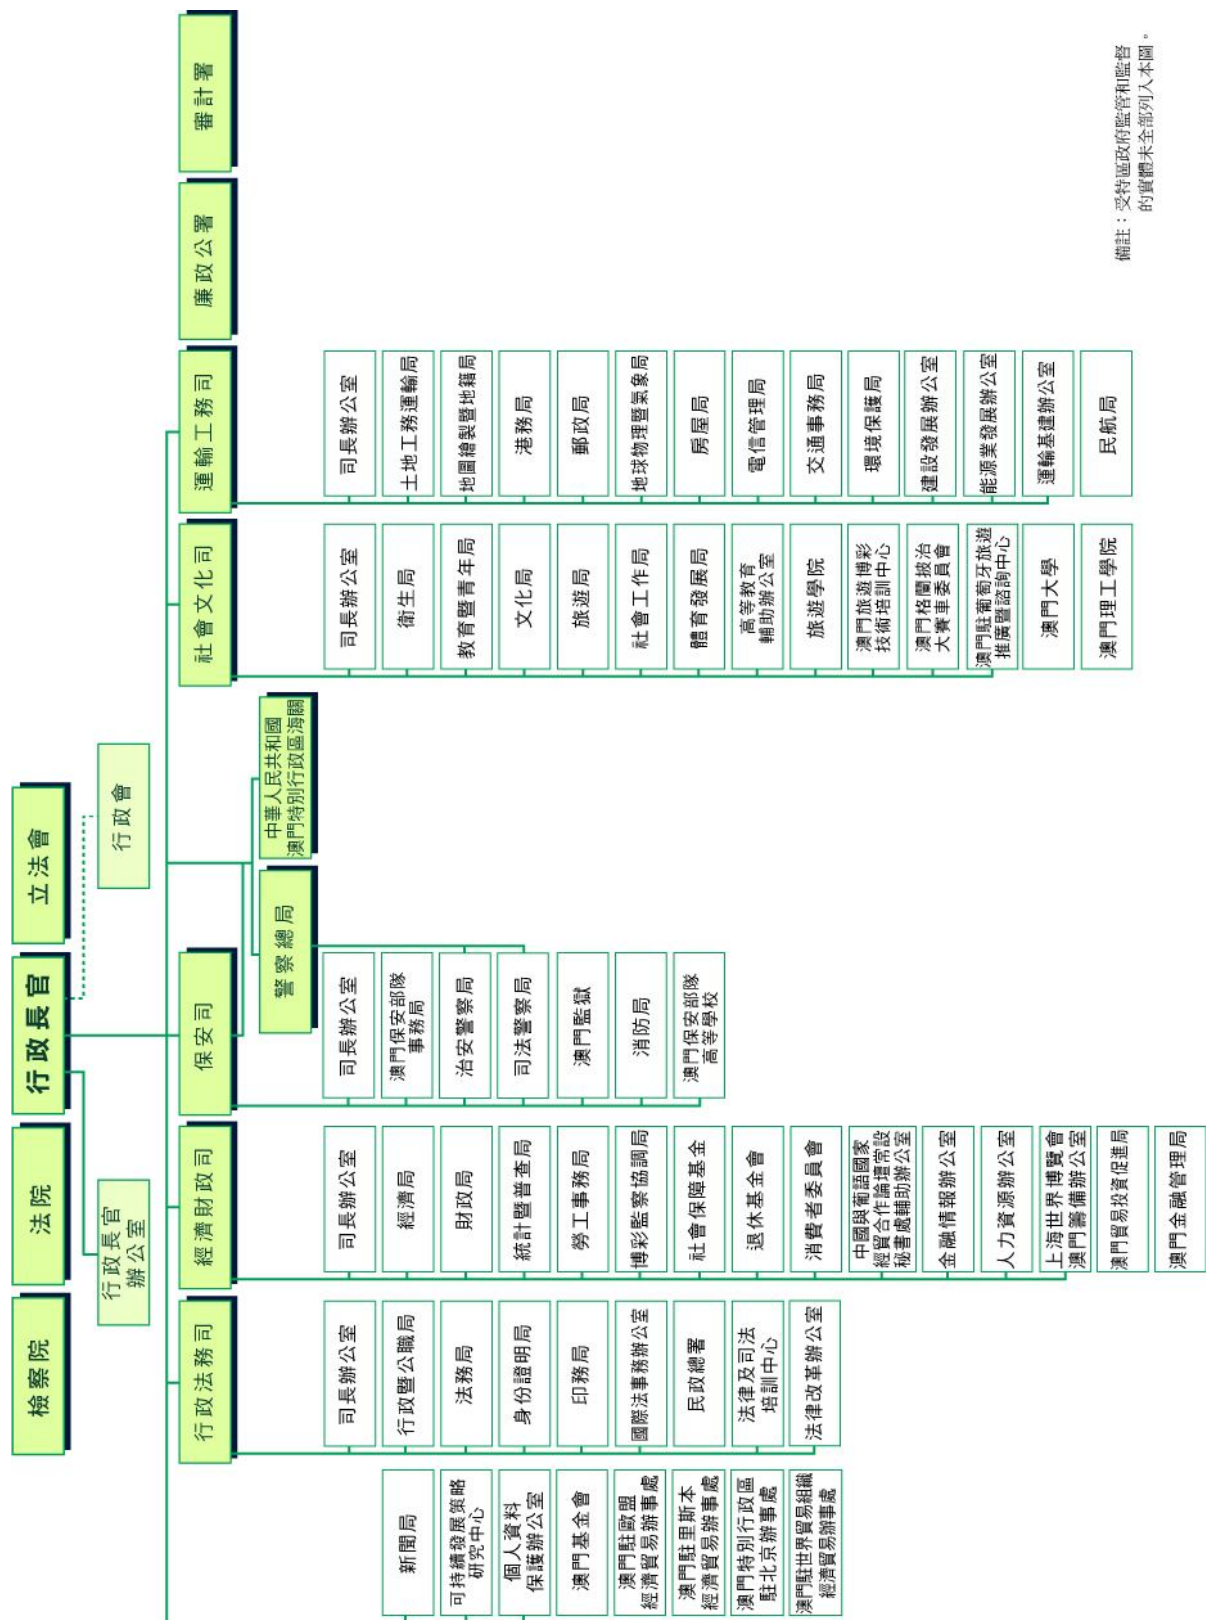 檢察院
法院
行政長官
立法會
行政長官
辦公室
行政會
行政法務司
經濟財政司
保安司
社會文化司
運輸工務司
廉政公署
審計署
警察總局
中華人民共和國
澳門特別行政區海關
新聞局
可持續發展策略
研究中心
個人資料
保護辦公室
澳門基金會
澳門駐歐盟
經濟貿易辦事處
澳門駐里斯本
經濟貿易辦事處
澳門特別行政區
駐北京辦事處
澳門駐世界貿易組織
經濟貿易辦事處
司長辦公室
行政暨公職局
法務局
身份證明局
印務局
國際法事務辦公室
民政總署
法律及司法
培訓中心
法律改革辦公室
司長辦公室
經濟局
財政局
統計暨普查局
勞工事務局
博彩監察協調局
社會保障基金
退休基金會
消費者委員會
中國與葡語國家
經貿合作論壇常設
秘書處輔助辦公室
金融情報辦公室
人力資源辦公室
上海世界博覽會
澳門籌備辦公室
澳門貿易投資促進局
澳門金融管理局
司長辦公室
澳門保安部隊
事務局
治安警察局
司法警察局
澳門監獄
消防局
澳門保安部隊
高等學校
司長辦公室
衛生局
教育暨青年局
文化局
旅遊局
社會工作局
體育發展局
高等教育
輔助辦公室
旅遊學院
澳門旅遊博彩
技術培訓中心
澳門格蘭披治
大賽車委員會
澳門駐葡萄牙旅遊
推廣暨諮詢中心
澳門大學
澳門理工學院
司長辦公室
土地工務運輸局
地圖繪製暨地籍局
港務局
郵政局
地球物理暨氣象局
房屋局
電信管理局
交通事務局
環境保護局
建設發展辦公室
能源業發展辦公室
運輸基建辦公室
民航局
備註：受特區政府監管和監督
的實體未全部列入本圖。